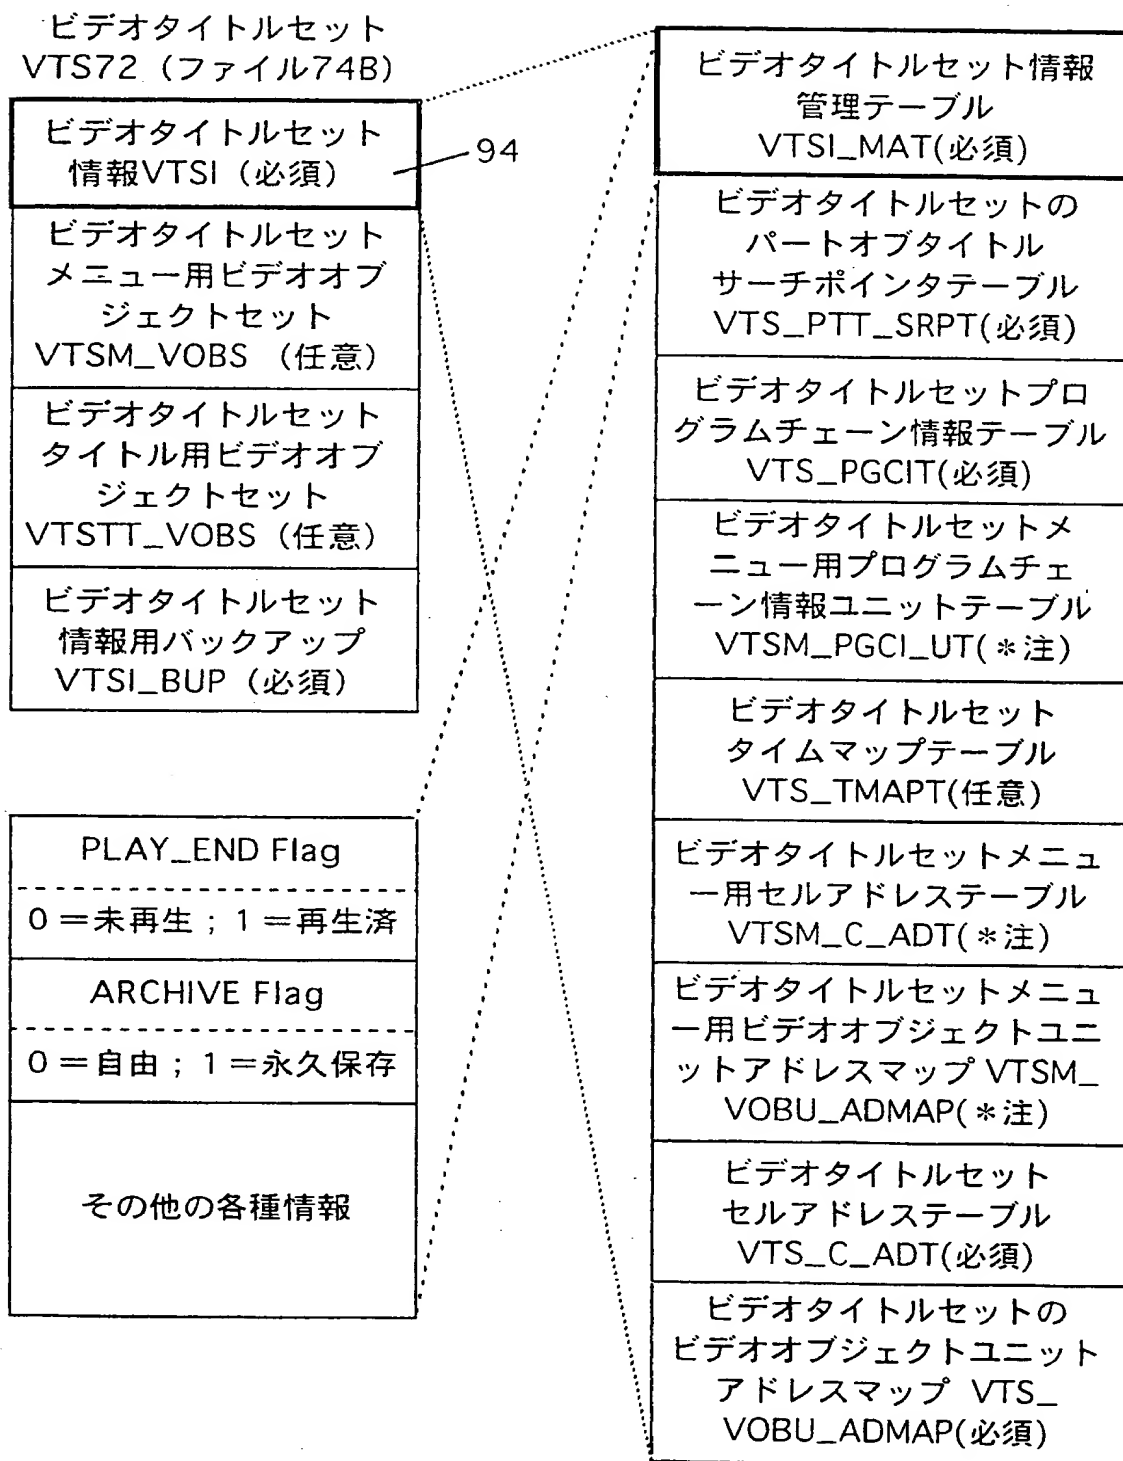 ビデオタイトルセット
VTS72（ファイル74B）
ビデオタイトルセット
情報VTSI（必須）
94
ビデオタイトルセット
メニュー用ビデオオブ
ジェクトセット
VTSM_VOBS （任意）
ビデオタイトルセット
タイトル用ビデオオブ
ジェクトセット
VTSTT_VOBS（任意）
ビデオタイトルセット
情報用バックアップ
VTSI_BUP（必須）
PLAY_END Flag
0＝未再生；1＝再生済
ARCHIVE Flag
0＝自由；1＝永久保存
その他の各種情報
ビデオタイトルセット情報
管理テーブル
VTSI_MAT(必須)
ビデオタイトルセットの
パートオブタイトル
サーチポインタテーブル
VTS_PTT_SRPT(必須)
ビデオタイトルセットプロ
グラムチェーン情報テーブル
VTS_PGCIT(必須)
ビデオタイトルセットメ
ニュー用プログラムチェ
ーン情報ユニットテーブル
VTSM_PGCI_UT(＊注)
ビデオタイトルセット
タイムマップテーブル
VTS_TMAPT(任意)
ビデオタイトルセットメニュ
ー用セルアドレステーブル
VTSM_C_ADT(＊注)
ビデオタイトルセットメニュ
ー用ビデオオブジェクトユニ
ットアドレスマップ VTSM_
VOBU_ADMAP(＊注)
ビデオタイトルセット
セルアドレステーブル
VTS_C_ADT(必須)
ビデオタイトルセットの
ビデオオブジェクトユニット
アドレスマップ VTS_
VOBU_ADMAP(必須)